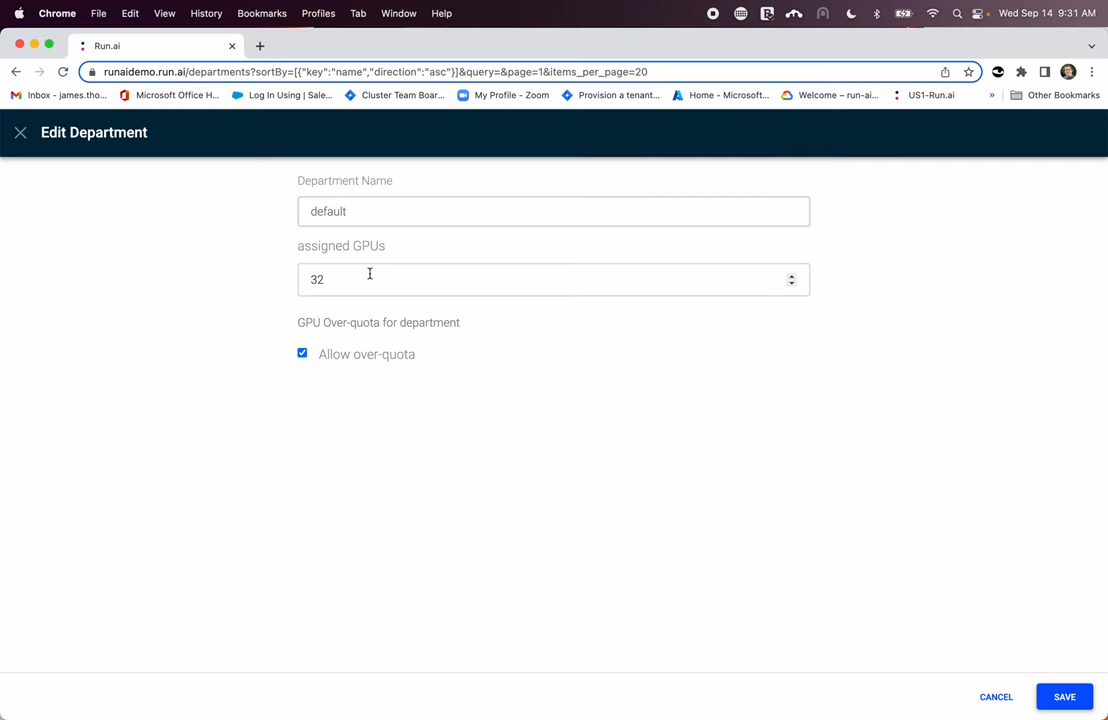 Chrome File Edit View History Bookmarks Profiles Tab Window Help Wed Sep 14 9:31 AM
Run.ai
runaidemo.run.ai/departments?sortBy=[{"key":"name","direction":"asc"}]&query=&page=1&items_per_page=20
Inbox - james.tho... Microsoft Office H... Log In Using | Sale... Cluster Team Boar... My Profile - Zoom Provision a tenant... Home - Microsoft... Welcome – run-ai... US1-Run.ai » Other Bookmarks
Edit Department
Department Name
default
assigned GPUs
32
GPU Over-quota for department
Allow over-quota
CANCEL SAVE